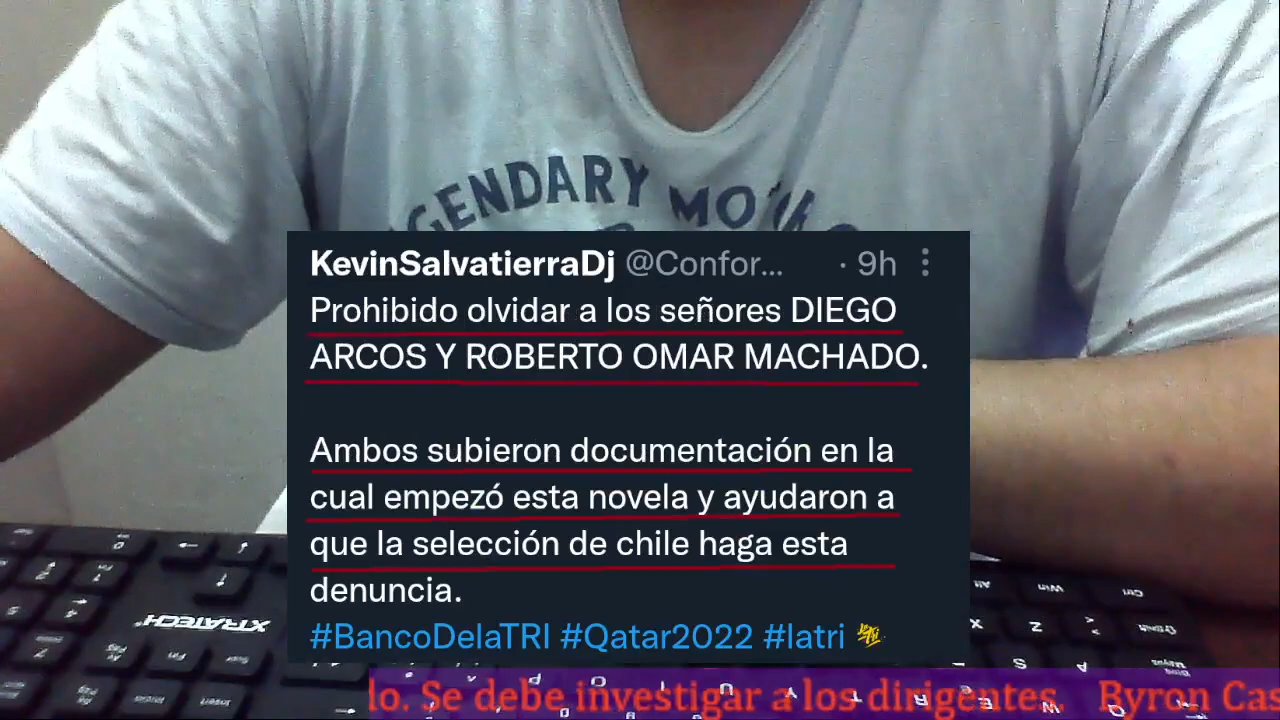 GENDARY MO
KevinSalvatierraDj @Confor... · 9h
Prohibido olvidar a los señores DIEGO
ARCOS Y ROBERTO OMAR MACHADO.
Ambos subieron documentación en la
cual empezó esta novela y ayudaron a
que la selección de chile haga esta
denuncia.
#BancoDelaTRI #Qatar2022 #latri
XTRATECH
lo. Se debe investigar a los dirigentes. Byron Cas